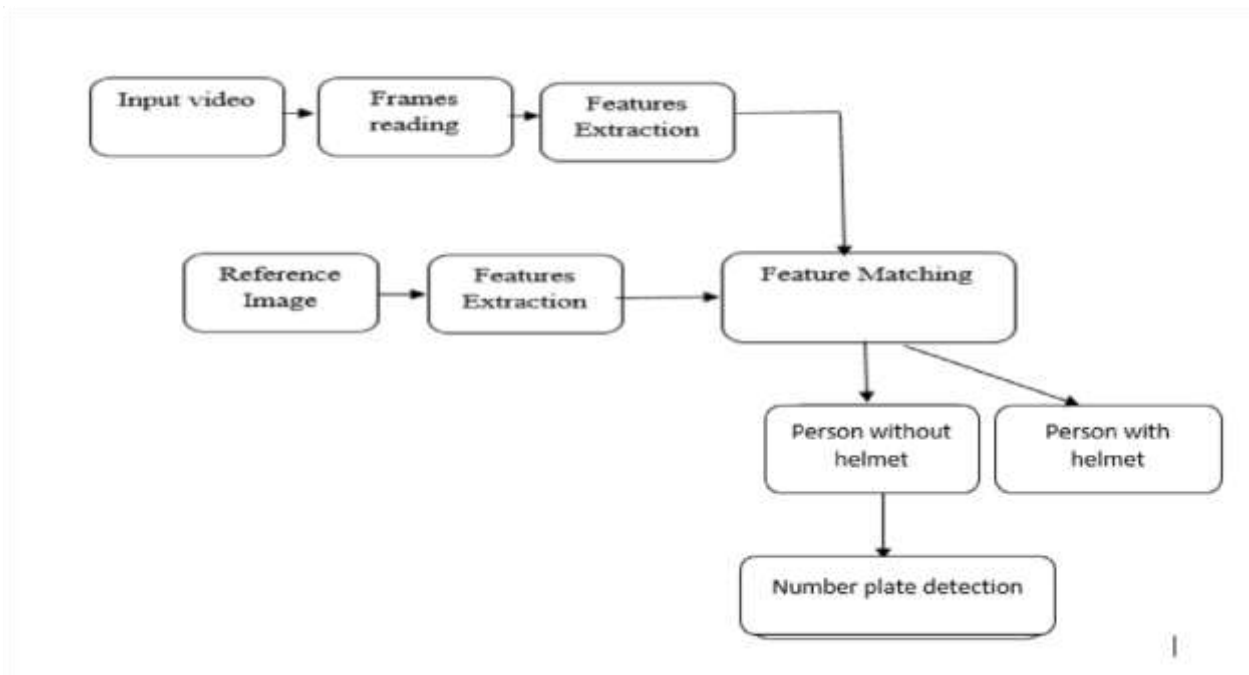 Input video
Frames
reading
Features
Extraction
Reference
Image
Features
Extraction
Feature Matching
Person without
helmet
Person with
helmet
Number plate detection